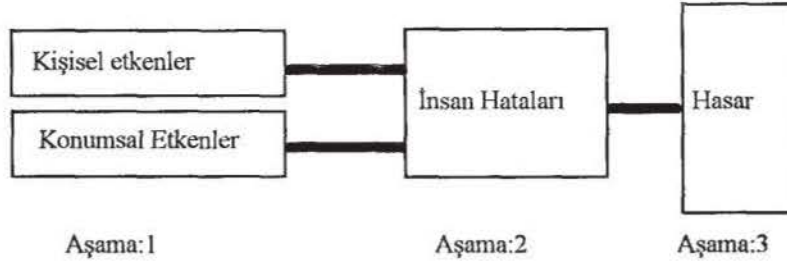 Kişisel etkenler
Konumsal Etkenler
İnsan Hataları
Hasar
Aşama:1
Aşama:2
Aşama:3